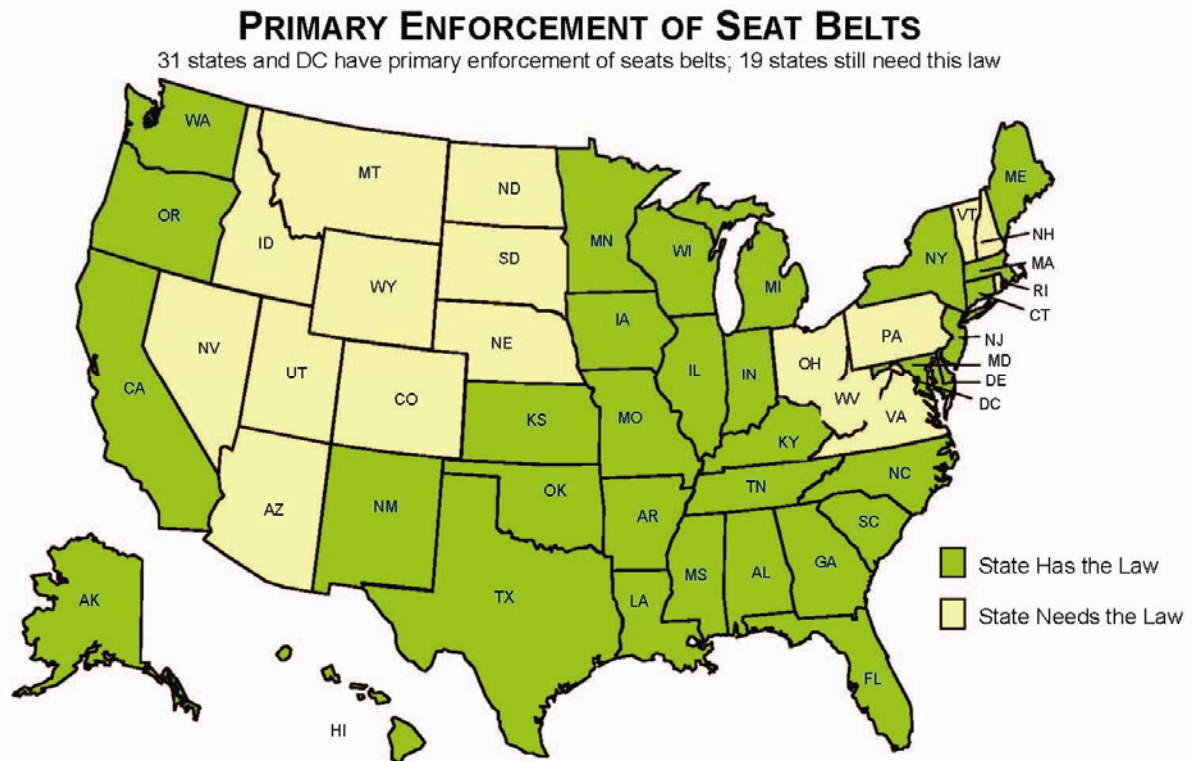 PRIMARY ENFORCEMENT OF SEAT BELTS
31 states and DC have primary enforcement of seats belts; 19 states still need this law
WA
MT
ND
ME
OR
ID
SD
MN
WI
VT
NH
NY
MA
WY
MI
RI
IA
CT
NE
PA
NJ
NV
OH
MD
UT
IL
IN
DE
CA
CO
WV
DC
KS
MO
VA
KY
NC
OK
TN
AZ
NM
AR
SC
MS
AL
GA
State Has the Law
AK
TX
LA
State Needs the Law
FL
HI